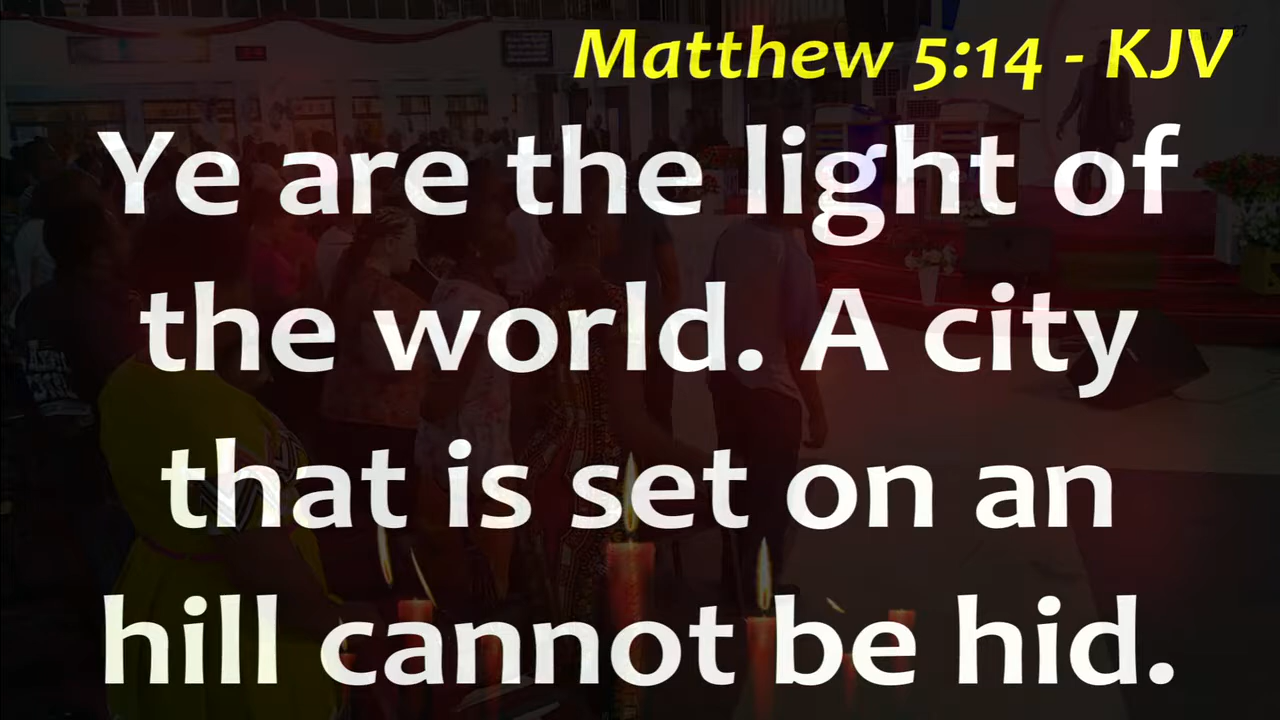 Matthew 5:14 - KJV
Ye are the light of
the world. A city
that is set on an
hill cannot be hid.